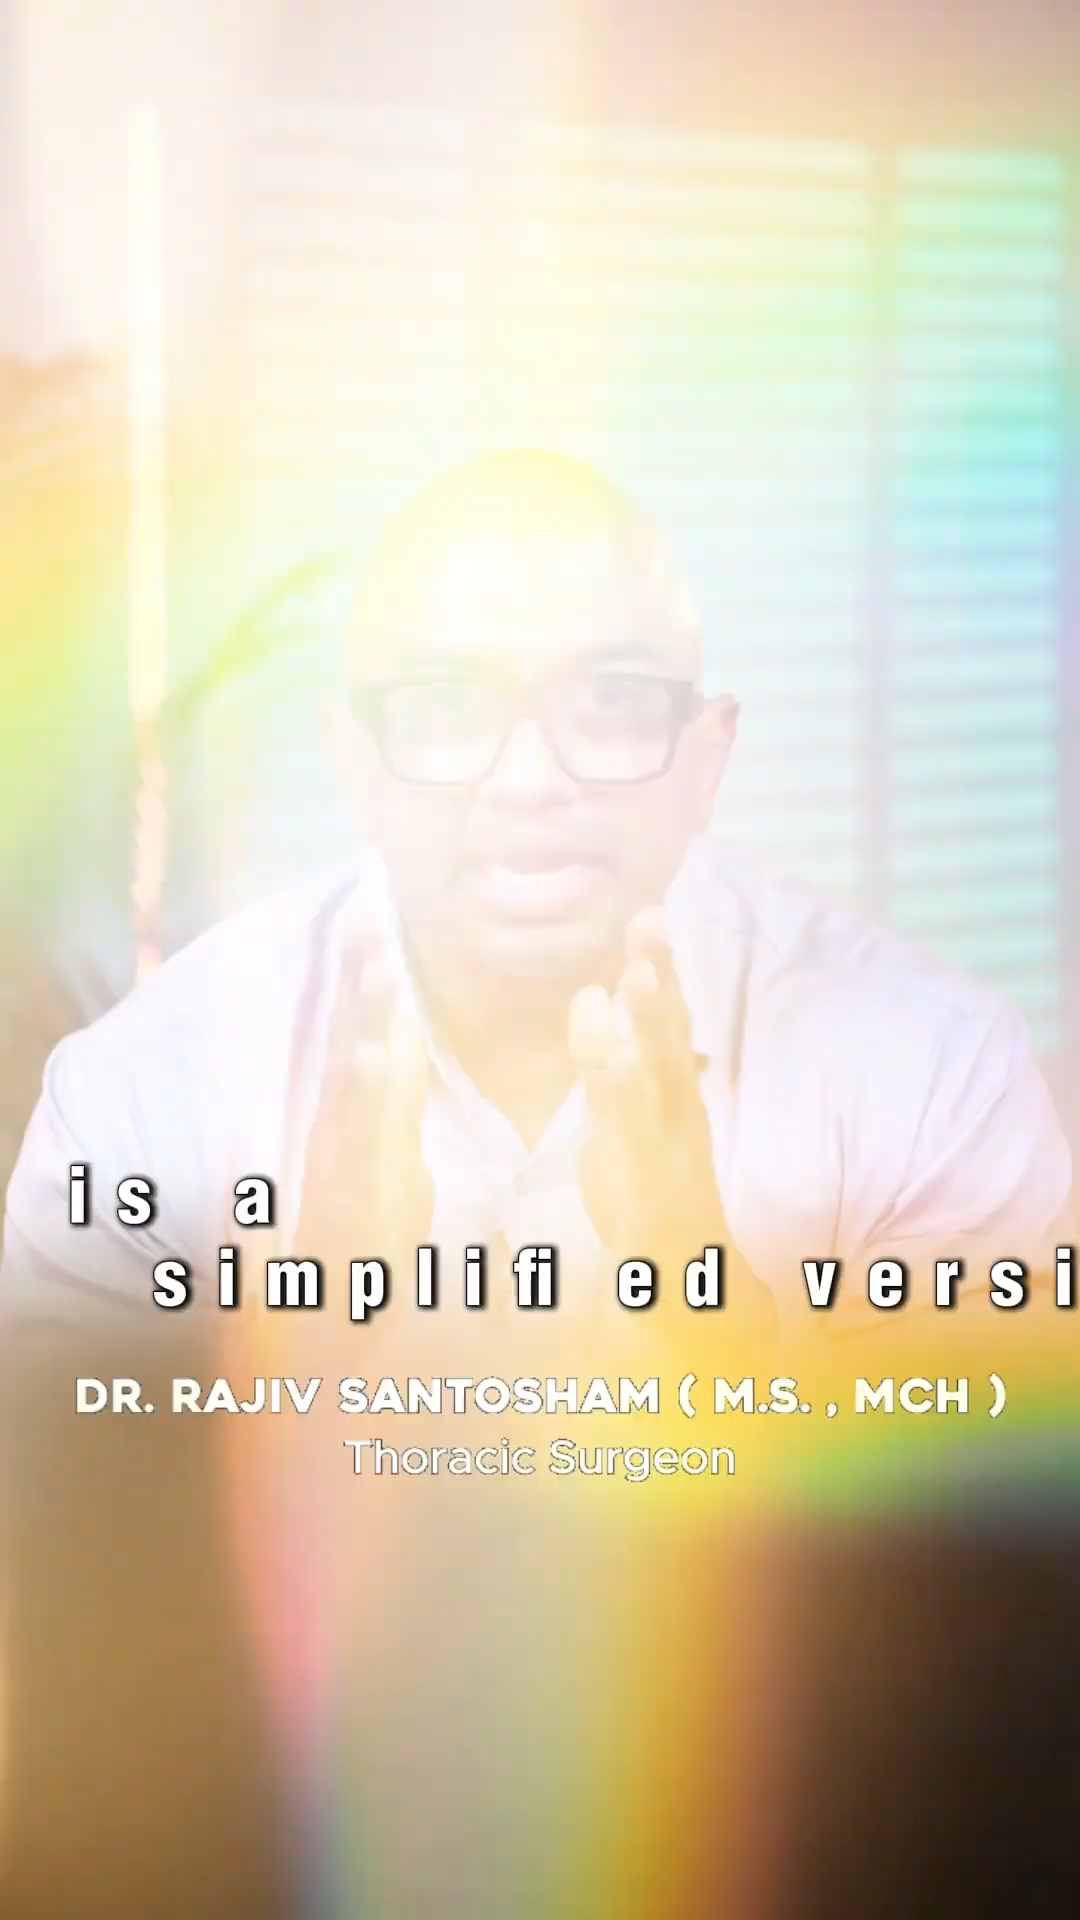 is a
simplified versi
DR. RAJIV SANTOSHAM ( M.S. , MCH )
Thoracic Surgeon